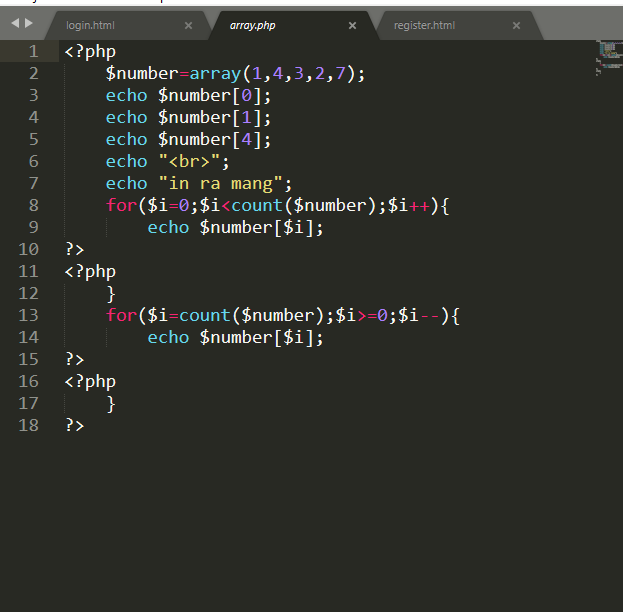 login.html × array.php × register.html ×
1 <?php
2 $number=array(1,4,3,2,7);
3 echo $number[0];
4 echo $number[1];
5 echo $number[4];
6 echo "<br>";
7 echo "in ra mang";
8 for($i=0;$i<count($number);$i++){
9 echo $number[$i];
10 ?>
11 <?php
12 }
13 for($i=count($number);$i>=0;$i--){
14 echo $number[$i];
15 ?>
16 <?php
17 }
18 ?>